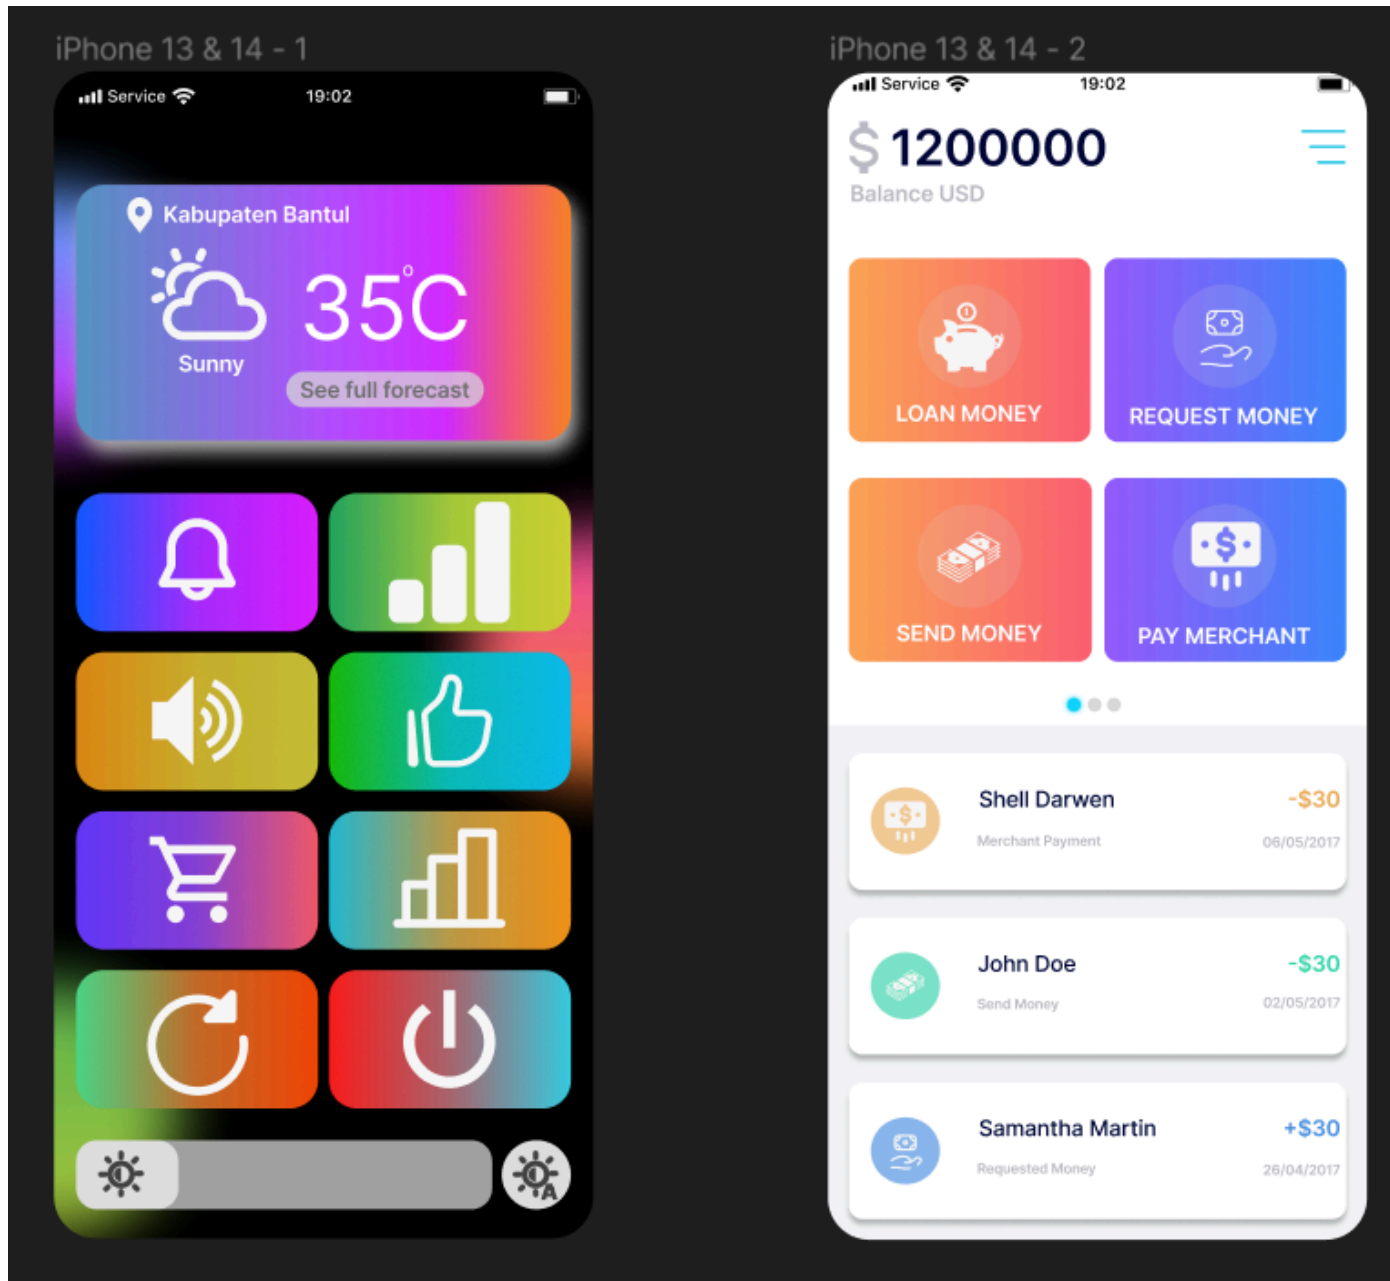 iPhone 13 & 14 - 1
Service
19:02
Kabupaten Bantul
35°C
Sunny
See full forecast
A
iPhone 13 & 14 - 2
Service
19:02
$ 1200000
Balance USD
LOAN MONEY
REQUEST MONEY
SEND MONEY
$
PAY MERCHANT
$
Shell Darwen
-$30
Merchant Payment
06/05/2017
John Doe
-$30
Send Money
02/05/2017
Samantha Martin
+$30
Requested Money
26/04/2017